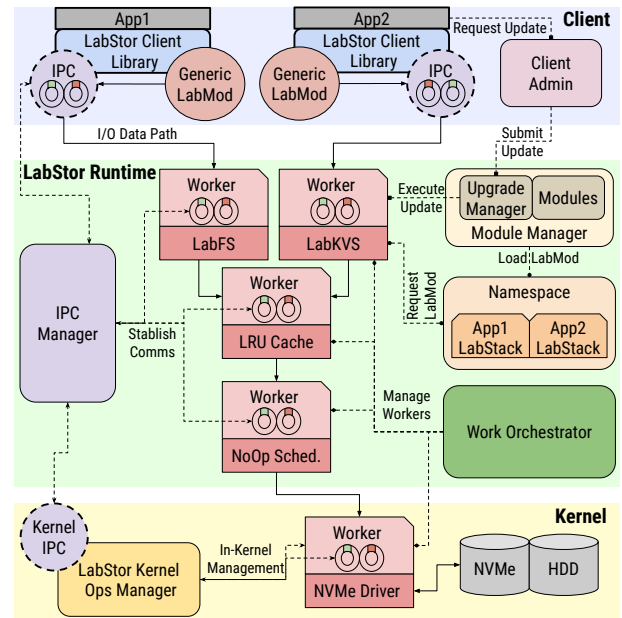 App1
App2
Client
LabStor Client
Library
LabStor Client
Library
Request Update
IPC
Generic
LabMod
Generic
LabMod
IPC
Client
Admin
I/O Data Path
Submit
Update
LabStor Runtime
Worker
LabFS
Worker
LabKVS
Execute
Update
Upgrade
Manager
Modules
Module Manager
Load LabMod
IPC
Manager
Stablish
Comms
Worker
LRU Cache
Request
LabMod
Namespace
App1
LabStack
App2
LabStack
Worker
NoOp Sched.
Manage
Workers
Work Orchestrator
Kernel
Kernel
IPC
LabStor Kernel
Ops Manager
In-Kernel
Management
Worker
NVMe Driver
NVMe
HDD